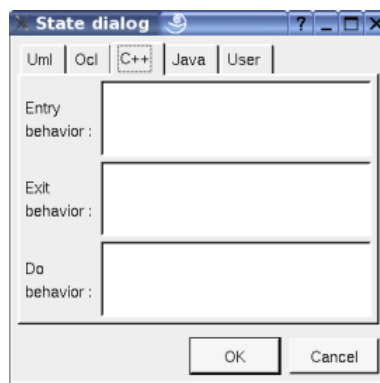 State dialog
Uml Ocl C++ Java User
Entry
behavior :
Exit
behavior :
Do
behavior :
OK Cancel